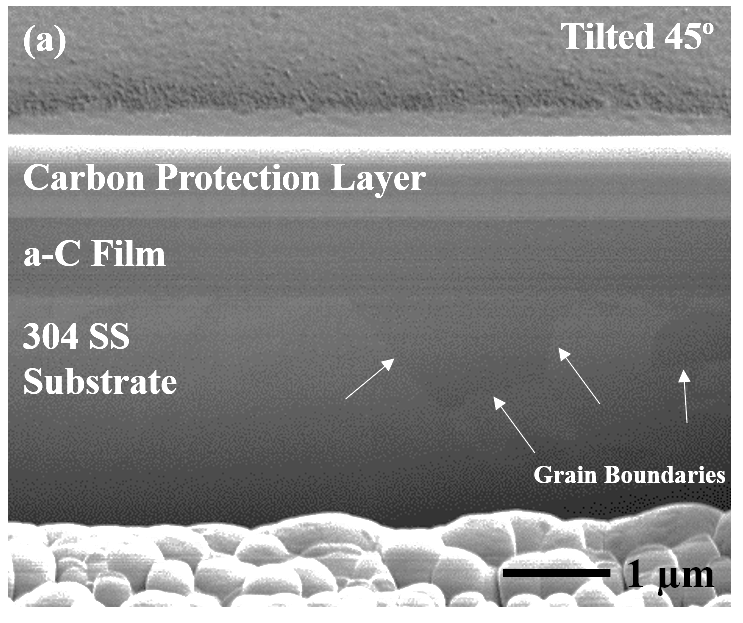 (a)
Tilted 45º
Carbon Protection Layer
a-C Film
304 SS
Substrate
Grain Boundaries
1 μm